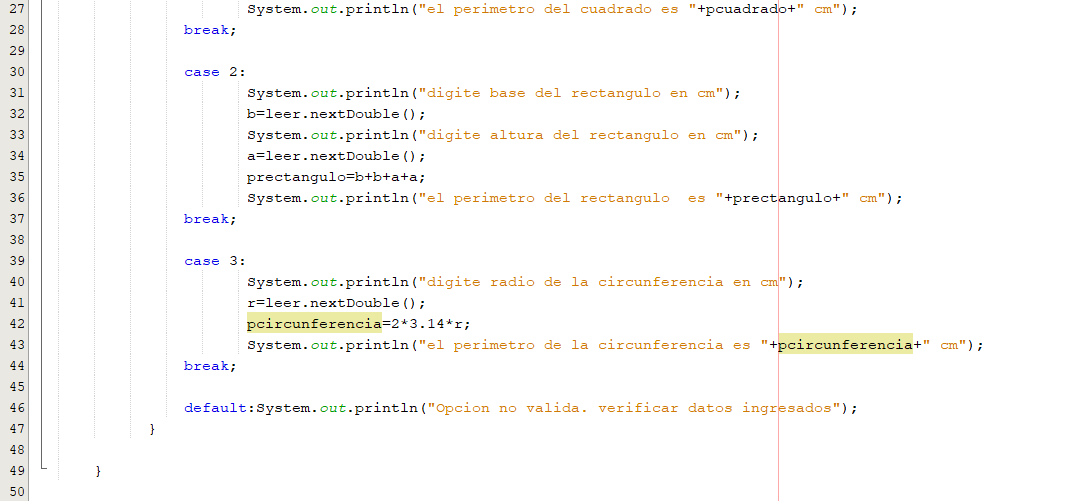 27 System.out.println("el perimetro del cuadrado es "+pcuadrado+" cm");
28 break;
29
30 case 2:
31 System.out.println("digite base del rectangulo en cm");
32 b=leer.nextDouble();
33 System.out.println("digite altura del rectangulo en cm");
34 a=leer.nextDouble();
35 prectangulo=b+b+a+a;
36 System.out.println("el perimetro del rectangulo  es "+prectangulo+" cm");
37 break;
38
39 case 3:
40 System.out.println("digite radio de la circunferencia en cm");
41 r=leer.nextDouble();
42 pcircunferencia=2*3.14*r;
43 System.out.println("el perimetro de la circunferencia es "+pcircunferencia+" cm");
44 break;
45
46 default:System.out.println("Opcion no valida. verificar datos ingresados");
47 }
48
49 }
50